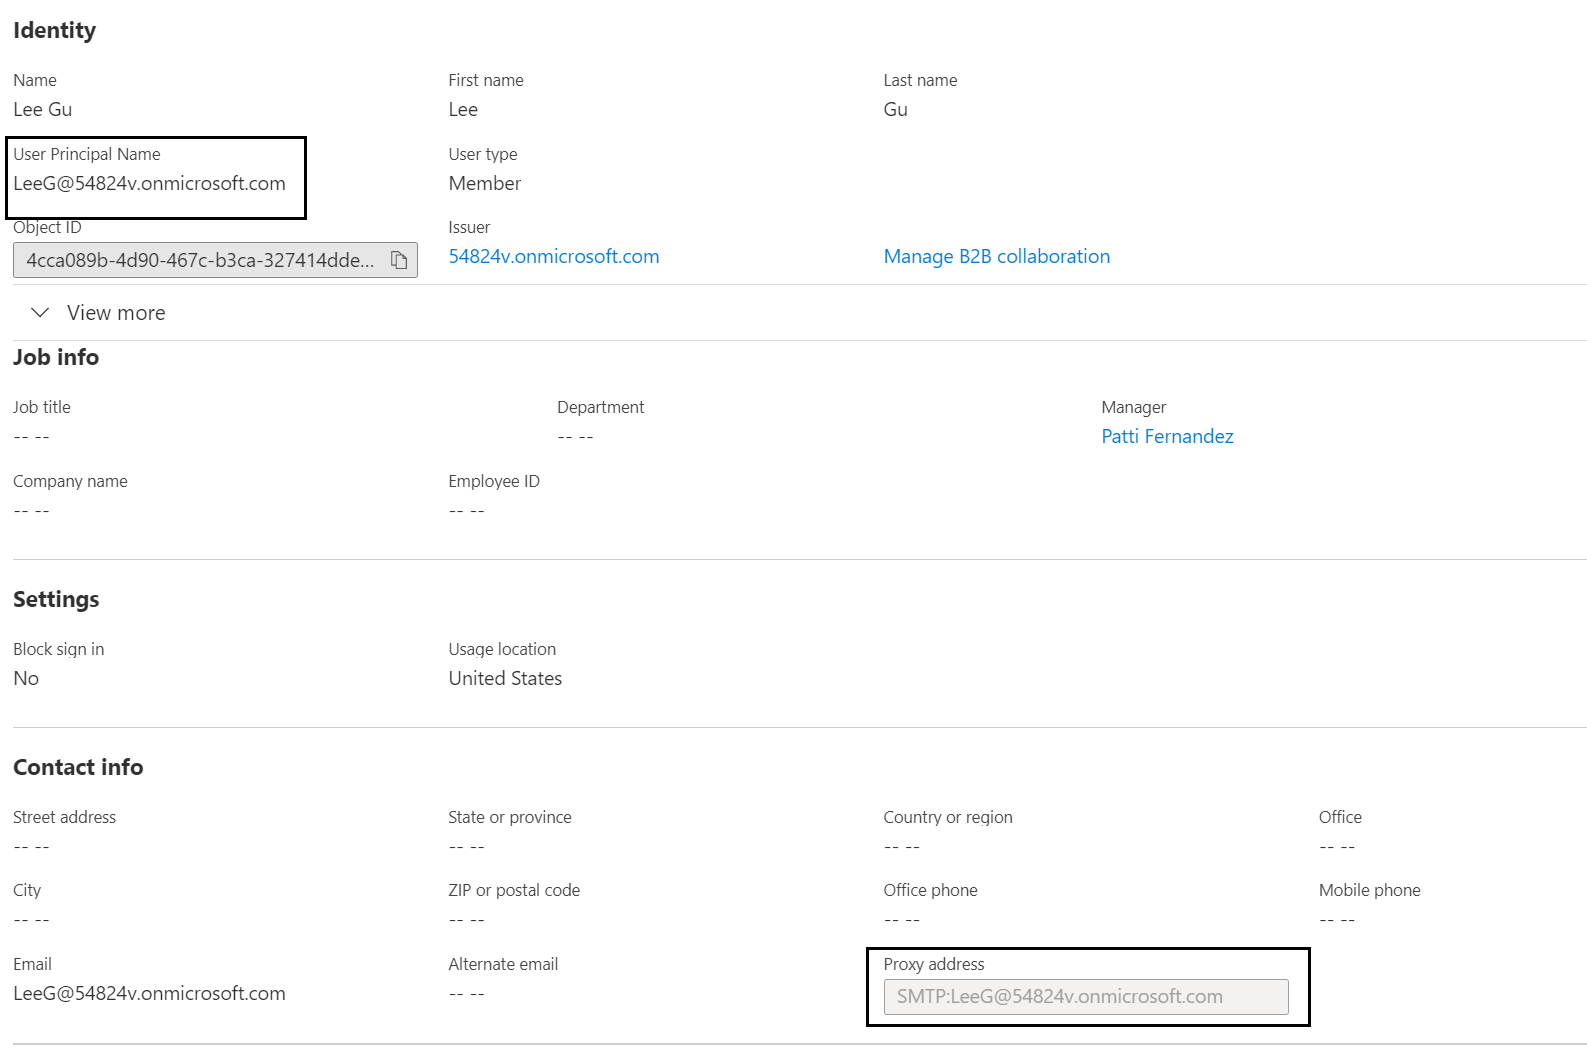 Identity
Name First name Last name
Lee Gu Lee Gu
User Principal Name User type
LeeG@54824v.onmicrosoft.com Member
Object ID Issuer
4cca089b-4d90-467c-b3ca-327414dde... 54824v.onmicrosoft.com Manage B2B collaboration
View more
Job info
Job title Department Manager
-- -- -- -- Patti Fernandez
Company name Employee ID
-- -- -- --
Settings
Block sign in Usage location
No United States
Contact info
Street address State or province Country or region Office
-- -- -- -- -- -- -- --
City ZIP or postal code Office phone Mobile phone
-- -- -- -- -- -- -- --
Email Alternate email Proxy address
LeeG@54824v.onmicrosoft.com -- -- SMTP:LeeG@54824v.onmicrosoft.com